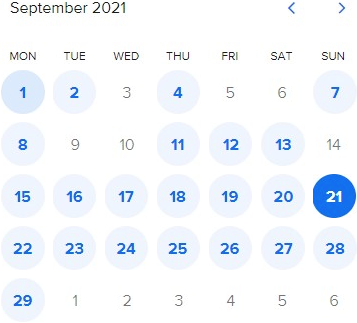 September 2021
MON TUE WED THU FRI SAT SUN
1 2 3 4 5 6 7
8 9 10 11 12 13 14
15 16 17 18 19 20 21
22 23 24 25 26 27 28
29 1 2 3 4 5 6